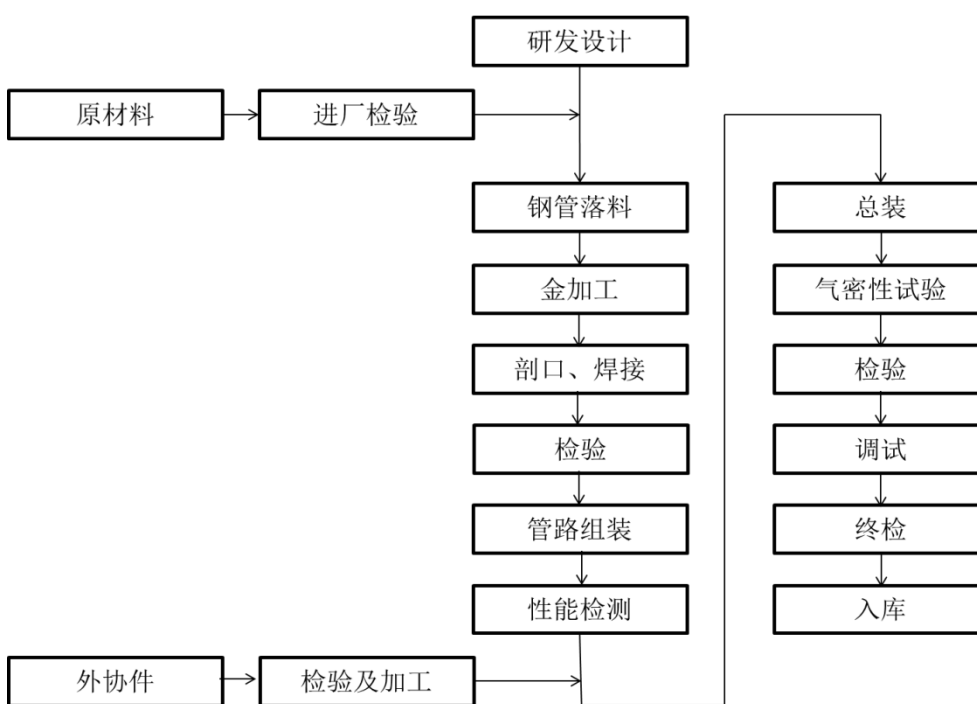 研发设计
原材料
进厂检验
钢管落料
金加工
剖口、焊接
检验
管路组装
性能检测
外协件
检验及加工
总装
气密性试验
检验
调试
终检
入库